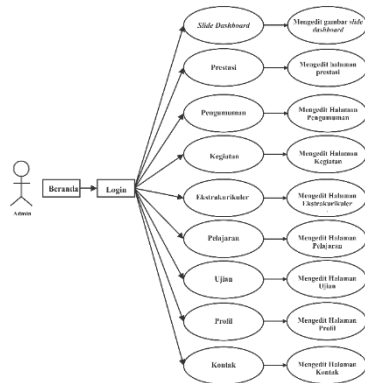 Slide Dashboard
Mengedit gambar slide
dashboard
Prestasi
Mengedit halaman
prestasi
Pengumuman
Mengedit Halaman
Pengumuman
Kegiatan
Mengedit Halaman
Kegiatan
Admin
Beranda
Login
Ekstrakurikuler
Mengedit Halaman
Ekstrakurikuler
Pelajaran
Mengedit Halaman
Pelajaran
Ujian
Mengedit Halaman
Ujian
Profil
Mengedit Halaman
Profil
Kontak
Mengedit Halaman
Kontak